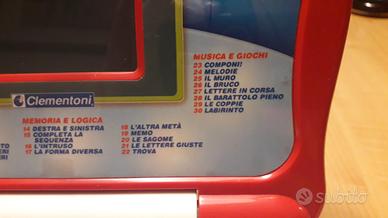 MUSICA E GIOCHI
23 COMPONI!
24 MELODIE
25 IL MURO
26 IL BRUCO
27 LETTERE IN CORSA
28 IL BARATTOLO PIENO
29 LE COPPIE
30 LABIRINTO
Clementoni
MEMORIA E LOGICA
14 DESTRA E SINISTRA
15 COMPLETA LA
SEQUENZA
16 L'INTRUSO
17 LA FORMA DIVERSA
18 L'ALTRA METÀ
19 MEMO
20 LE SAGOME
21 LE LETTERE GIUSTE
22 TROVA
subito